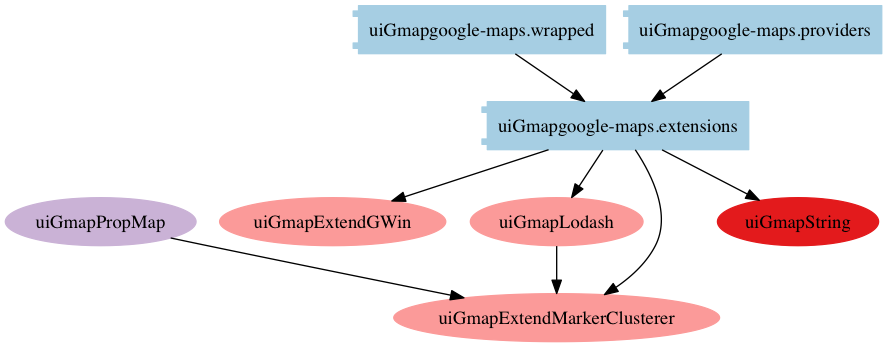 uiGmapgoogle-maps.wrapped
uiGmapgoogle-maps.providers
uiGmapgoogle-maps.extensions
uiGmapPropMap
uiGmapExtendGWin
uiGmapLodash
uiGmapString
uiGmapExtendMarkerClusterer